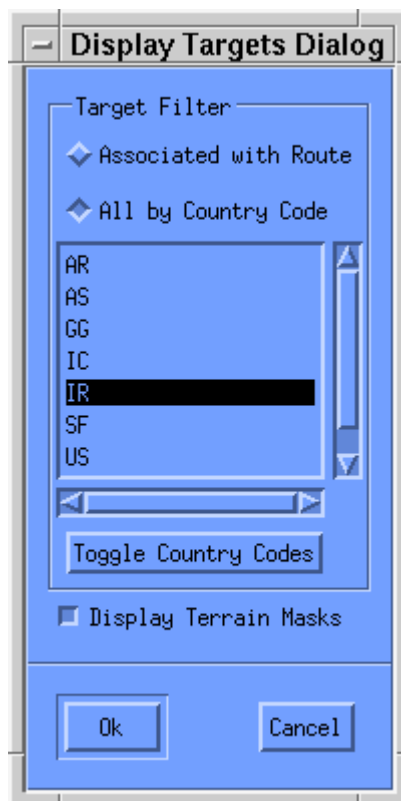 Display Targets Dialog
Target Filter
Associated with Route
All by Country Code
AR
AS
GG
IC
IR
SF
US
Toggle Country Codes
Display Terrain Masks
Ok
Cancel